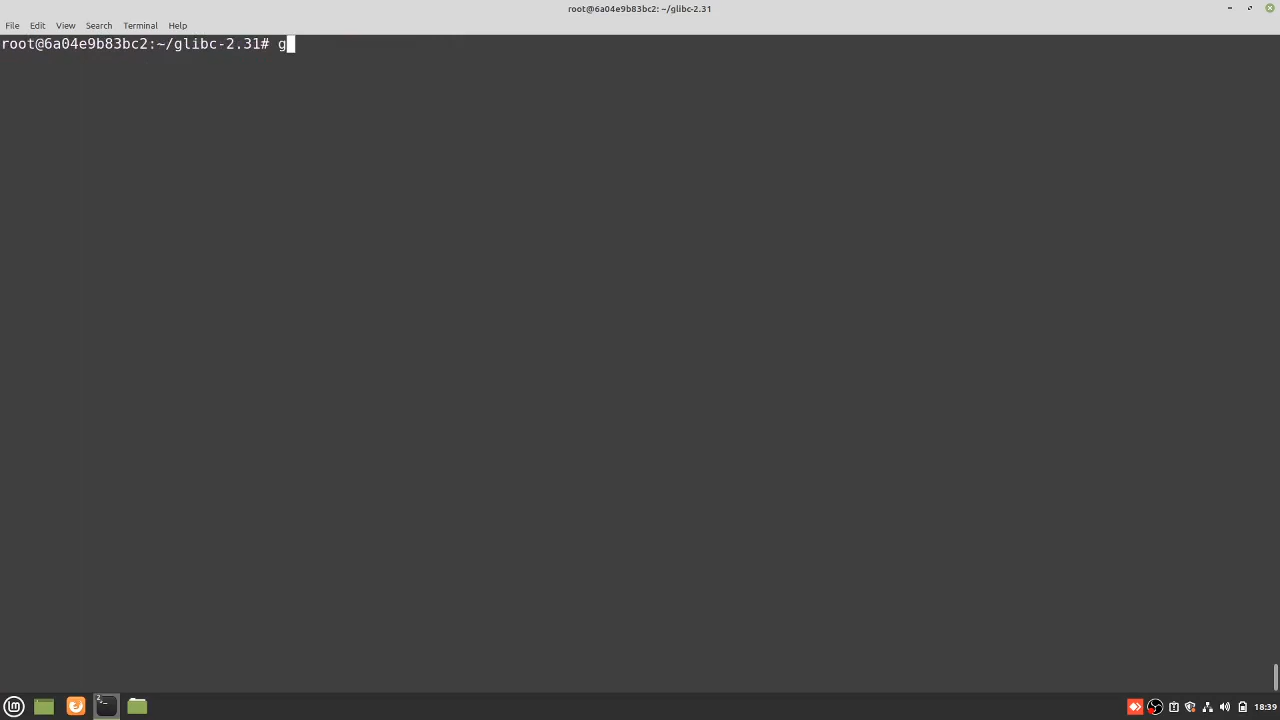 root@6a04e9b83bc2: ~/glibc-2.31
File Edit View Search Terminal Help
root@6a04e9b83bc2:~/glibc-2.31# g
18:39